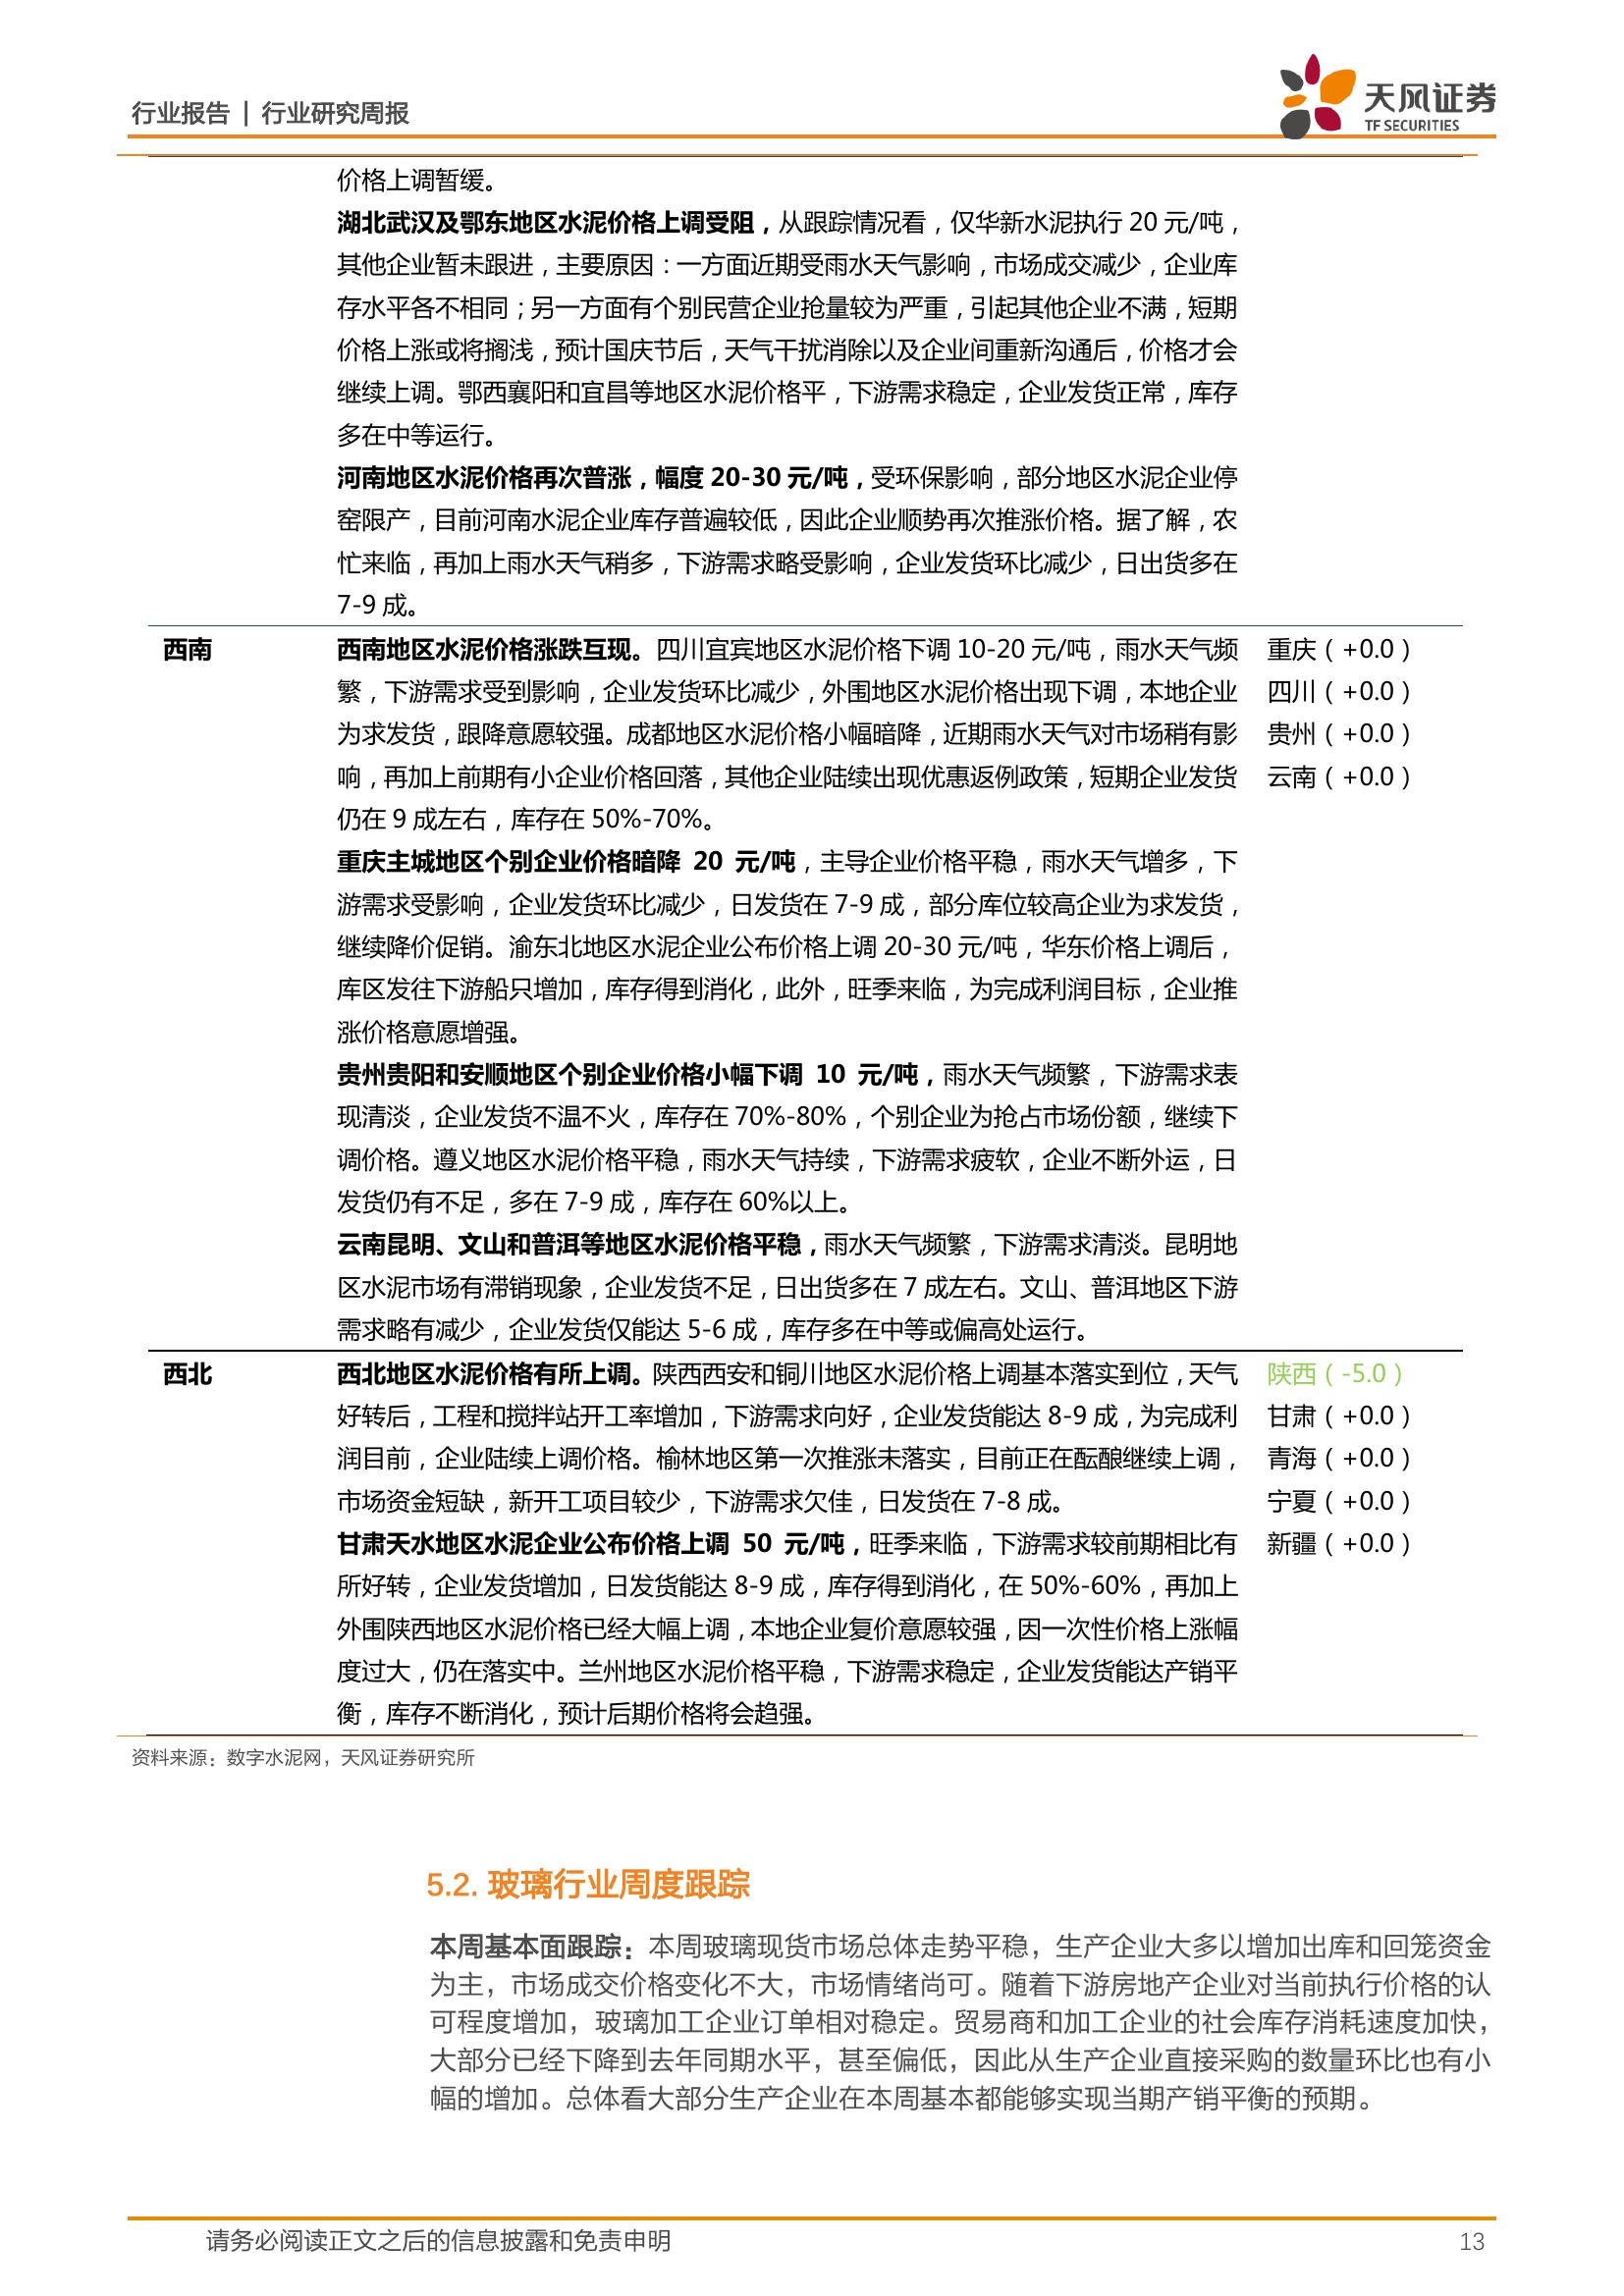 行业报告 | 行业研究周报
天风证券
TF SECURITIES
价格上调暂缓。
湖北武汉及鄂东地区水泥价格上调受阻，从跟踪情况看，仅华新水泥执行 20 元/吨，
其他企业暂未跟进，主要原因：一方面近期受雨水天气影响，市场成交减少，企业库
存水平各不相同；另一方面有个别民营企业抢量较为严重，引起其他企业不满，短期
价格上涨或将搁浅，预计国庆节后，天气干扰消除以及企业间重新沟通后，价格才会
继续上调。鄂西襄阳和宜昌等地区水泥价格平，下游需求稳定，企业发货正常，库存
多在中等运行。
河南地区水泥价格再次普涨，幅度 20-30 元/吨，受环保影响，部分地区水泥企业停
窑限产，目前河南水泥企业库存普遍较低，因此企业顺势再次推涨价格。据了解，农
忙来临，再加上雨水天气稍多，下游需求略受影响，企业发货环比减少，日出货多在
7-9 成。
西南
西南地区水泥价格涨跌互现。四川宜宾地区水泥价格下调 10-20 元/吨，雨水天气频
繁，下游需求受到影响，企业发货环比减少，外围地区水泥价格出现下调，本地企业
为求发货，跟降意愿较强。成都地区水泥价格小幅暗降，近期雨水天气对市场稍有影
响，再加上前期有小企业价格回落，其他企业陆续出现优惠返例政策，短期企业发货
仍在 9 成左右，库存在 50%-70%。
重庆主城地区个别企业价格暗降 20 元/吨，主导企业价格平稳，雨水天气增多，下
游需求受影响，企业发货环比减少，日发货在 7-9 成，部分库位较高企业为求发货，
继续降价促销。渝东北地区水泥企业公布价格上调 20-30 元/吨，华东价格上调后，
库区发往下游船只增加，库存得到消化，此外，旺季来临，为完成利润目标，企业推
涨价格意愿增强。
贵州贵阳和安顺地区个别企业价格小幅下调 10 元/吨，雨水天气频繁，下游需求表
现清淡，企业发货不温不火，库存在 70%-80%，个别企业为抢占市场份额，继续下
调价格。遵义地区水泥价格平稳，雨水天气持续，下游需求疲软，企业不断外运，日
发货仍有不足，多在 7-9 成，库存在 60%以上。
云南昆明、文山和普洱等地区水泥价格平稳，雨水天气频繁，下游需求清淡。昆明地
区水泥市场有滞销现象，企业发货不足，日出货多在 7 成左右。文山、普洱地区下游
需求略有减少，企业发货仅能达 5-6 成，库存多在中等或偏高处运行。
重庆（+0.0）
四川（+0.0）
贵州（+0.0）
云南（+0.0）
西北
西北地区水泥价格有所上调。陕西西安和铜川地区水泥价格上调基本落实到位，天气
好转后，工程和搅拌站开工率增加，下游需求向好，企业发货能达 8-9 成，为完成利
润目前，企业陆续上调价格。榆林地区第一次推涨未落实，目前正在酝酿继续上调，
市场资金短缺，新开工项目较少，下游需求欠佳，日发货在 7-8 成。
甘肃天水地区水泥企业公布价格上调 50 元/吨，旺季来临，下游需求较前期相比有
所好转，企业发货增加，日发货能达 8-9 成，库存得到消化，在 50%-60%，再加上
外围陕西地区水泥价格已经大幅上调，本地企业复价意愿较强，因一次性价格上涨幅
度过大，仍在落实中。兰州地区水泥价格平稳，下游需求稳定，企业发货能达产销平
衡，库存不断消化，预计后期价格将会趋强。
陕西（-5.0）
甘肃（+0.0）
青海（+0.0）
宁夏（+0.0）
新疆（+0.0）
资料来源：数字水泥网，天风证券研究所
5.2. 玻璃行业周度跟踪
本周基本面跟踪：本周玻璃现货市场总体走势平稳，生产企业大多以增加出库和回笼资金
为主，市场成交价格变化不大，市场情绪尚可。随着下游房地产企业对当前执行价格的认
可程度增加，玻璃加工企业订单相对稳定。贸易商和加工企业的社会库存消耗速度加快，
大部分已经下降到去年同期水平，甚至偏低，因此从生产企业直接采购的数量环比也有小
幅的增加。总体看大部分生产企业在本周基本都能够实现当期产销平衡的预期。
请务必阅读正文之后的信息披露和免责申明
13